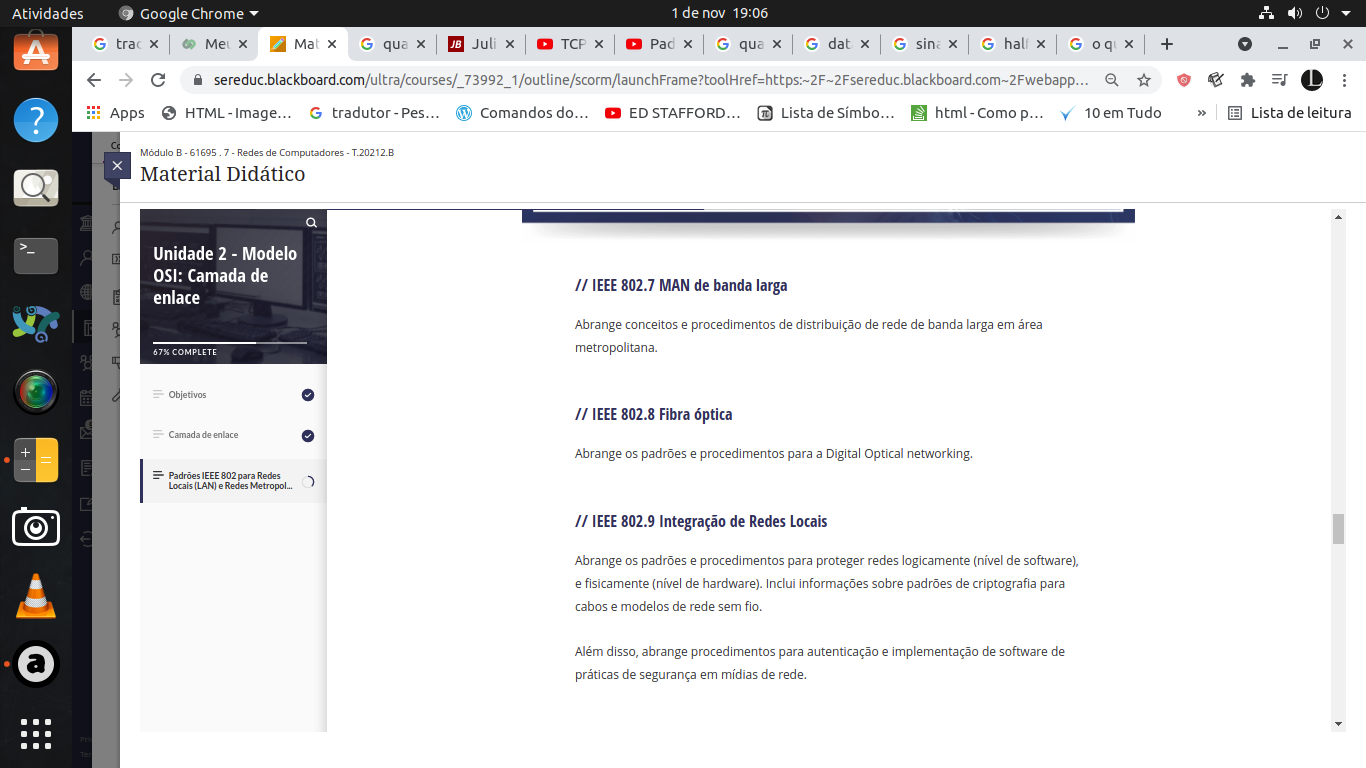 Atividades
Google Chrome
1 de nov 19:06
trad
Meu
Mat
qua
Juli
TCP
Pad
qua
data
sina
half
o qu
sereduc.blackboard.com/ultra/courses/_73992_1/outline/scorm/launchFrame?toolHref=https:~2F~2Fsereduc.blackboard.com~2Fwebapp...
Apps
HTML - Image...
tradutor - Pes...
Comandos do...
ED STAFFORD...
Lista de Símbo...
html - Como p...
10 em Tudo
»
Lista de leitura
Módulo B - 61695 . 7 - Redes de Computadores - T.20212.B
Material Didático
Unidade 2 - Modelo
OSI: Camada de
enlace
67% COMPLETE
Objetivos
Camada de enlace
Padrões IEEE 802 para Redes
Locais (LAN) e Redes Metropol...
// IEEE 802.7 MAN de banda larga
Abrange conceitos e procedimentos de distribuição de rede de banda larga em área
metropolitana.
// IEEE 802.8 Fibra óptica
Abrange os padrões e procedimentos para a Digital Optical networking.
// IEEE 802.9 Integração de Redes Locais
Abrange os padrões e procedimentos para proteger redes logicamente (nível de software),
e fisicamente (nível de hardware). Inclui informações sobre padrões de criptografia para
cabos e modelos de rede sem fio.
Além disso, abrange procedimentos para autenticação e implementação de software de
práticas de segurança em mídias de rede.